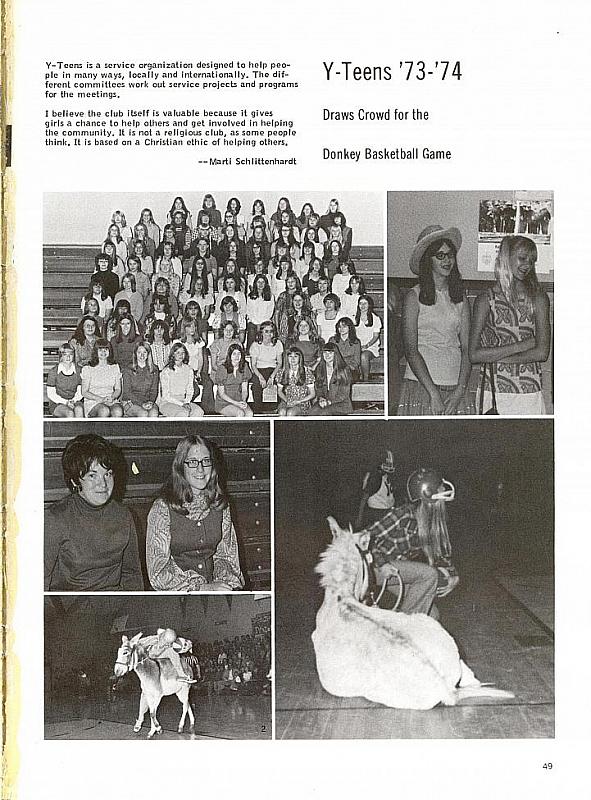 Y-Teens is a service organization designed to help peo-
ple in many ways, locally and internationally. The dif-
ferent committees work out service projects and programs
for the meetings.
I believe the club itself is valuable because it gives
girls a chance to help others and get involved in helping
the community. It is not a religious club, as some people
think. It is based on a Christian ethic of helping others.
--Marti Schlittenhardt
Y-Teens '73-'74
Draws Crowd for the
Donkey Basketball Game
2
49